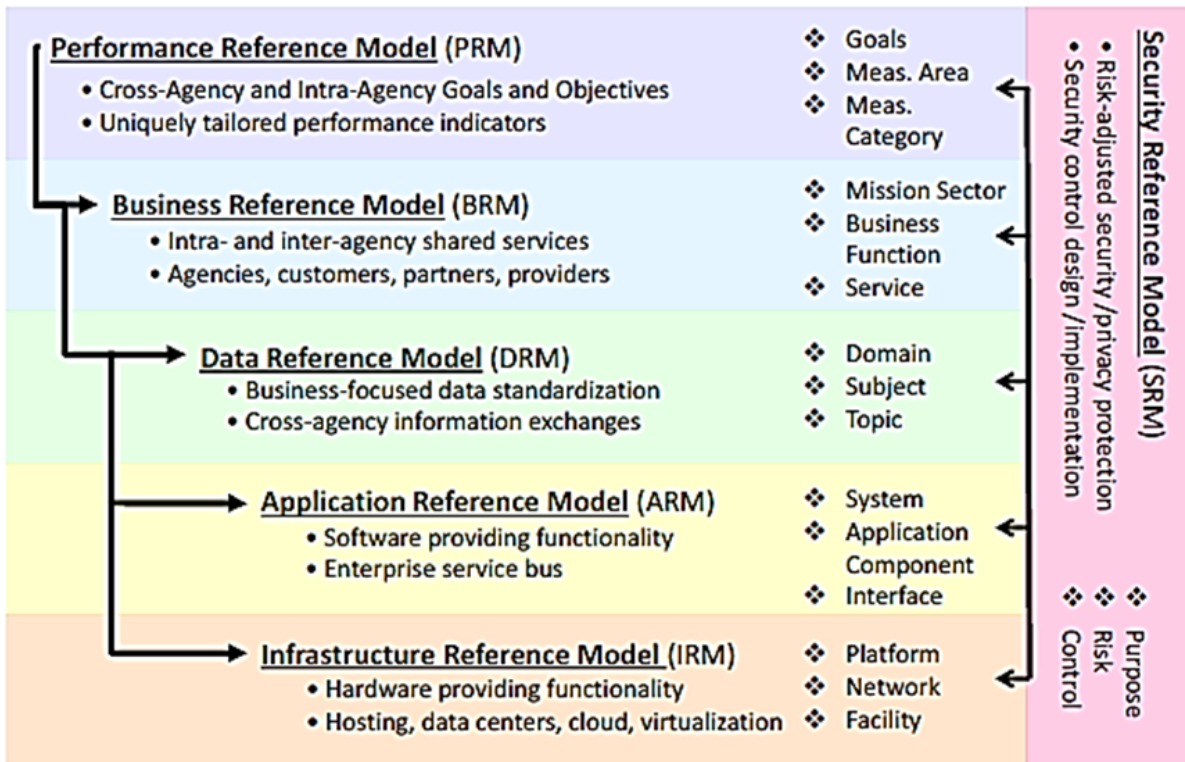 Performance Reference Model (PRM)
• Cross-Agency and Intra-Agency Goals and Objectives
• Uniquely tailored performance indicators
❖ Goals
❖ Meas. Area
❖ Meas.
Category
Business Reference Model (BRM)
• Intra- and inter-agency shared services
• Agencies, customers, partners, providers
❖ Mission Sector
❖ Business
Function
❖ Service
Data Reference Model (DRM)
• Business-focused data standardization
• Cross-agency information exchanges
❖ Domain
❖ Subject
❖ Topic
Application Reference Model (ARM)
• Software providing functionality
• Enterprise service bus
❖ System
❖ Application
Component
❖ Interface
Infrastructure Reference Model (IRM)
• Hardware providing functionality
• Hosting, data centers, cloud, virtualization
❖ Platform
❖ Network
❖ Facility
Security Reference Model (SRM)
• Risk-adjusted security/privacy protection
• Security control design/implementation
❖ Purpose
❖ Risk
❖ Control